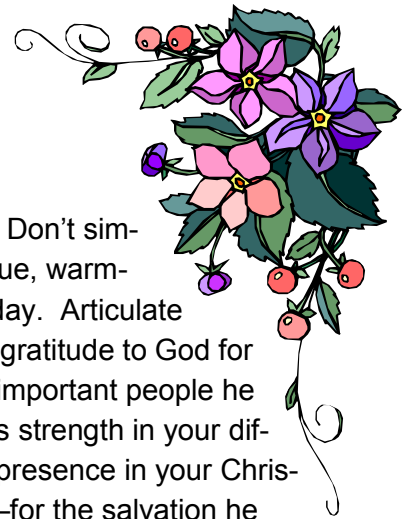 Don’t sim-
ue, warm-
day.  Articulate
gratitude to God for
important people he
s strength in your dif-
presence in your Chris-
–for the salvation he